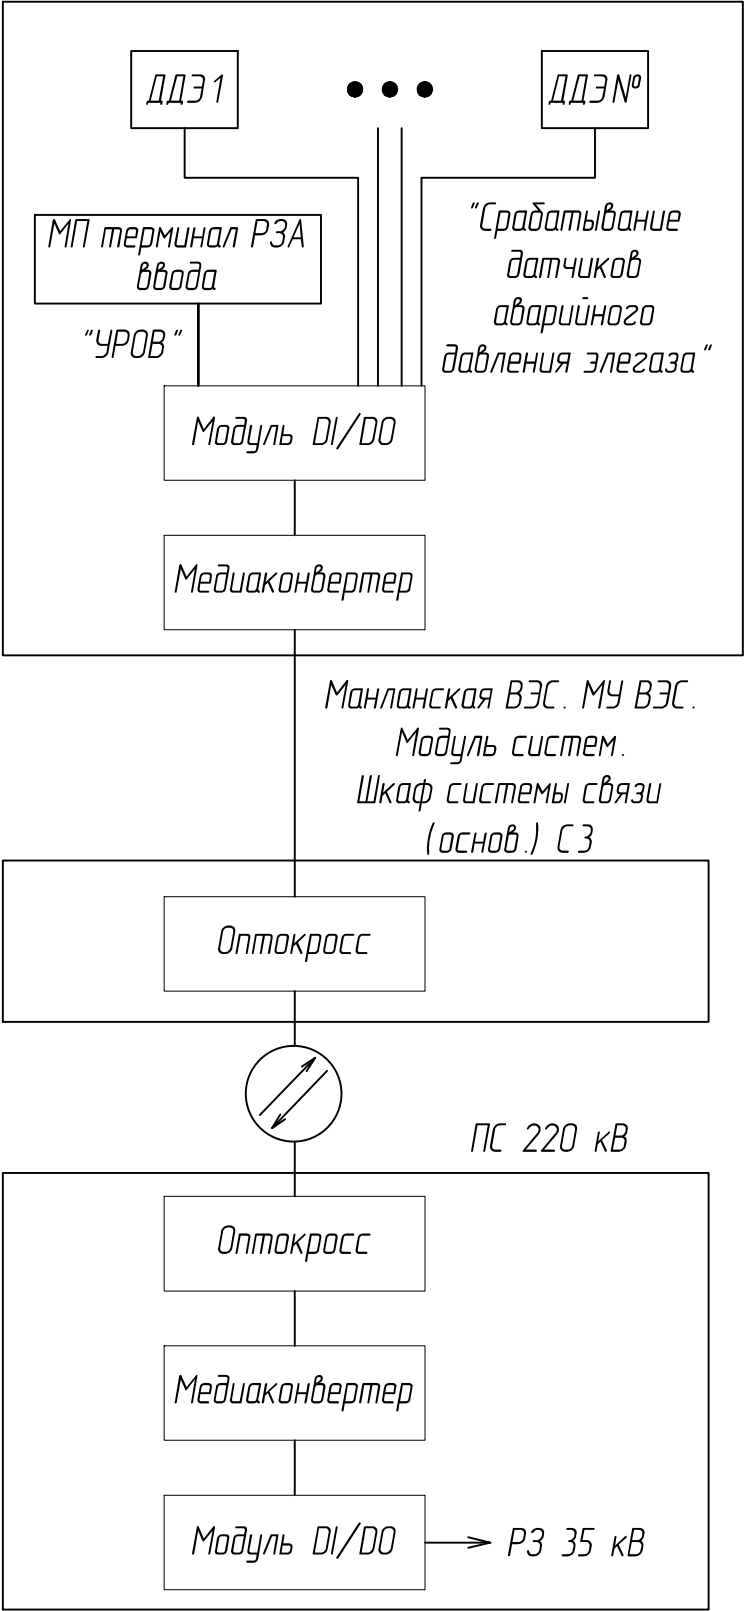 ДДЭ1
ДДЭ№
МП терминал РЗА
ввода
"УРОВ"
"Срабатывание
датчиков
аварийного
давления элегаза"
Модуль DI/DO
Медиаконвертер
Манланская ВЭС. МУ ВЭС.
Модуль систем.
Шкаф системы связи
(основ.) С3
Оптокросс
ПС 220 кВ
Оптокросс
Медиаконвертер
Модуль DI/DO
РЗ 35 кВ